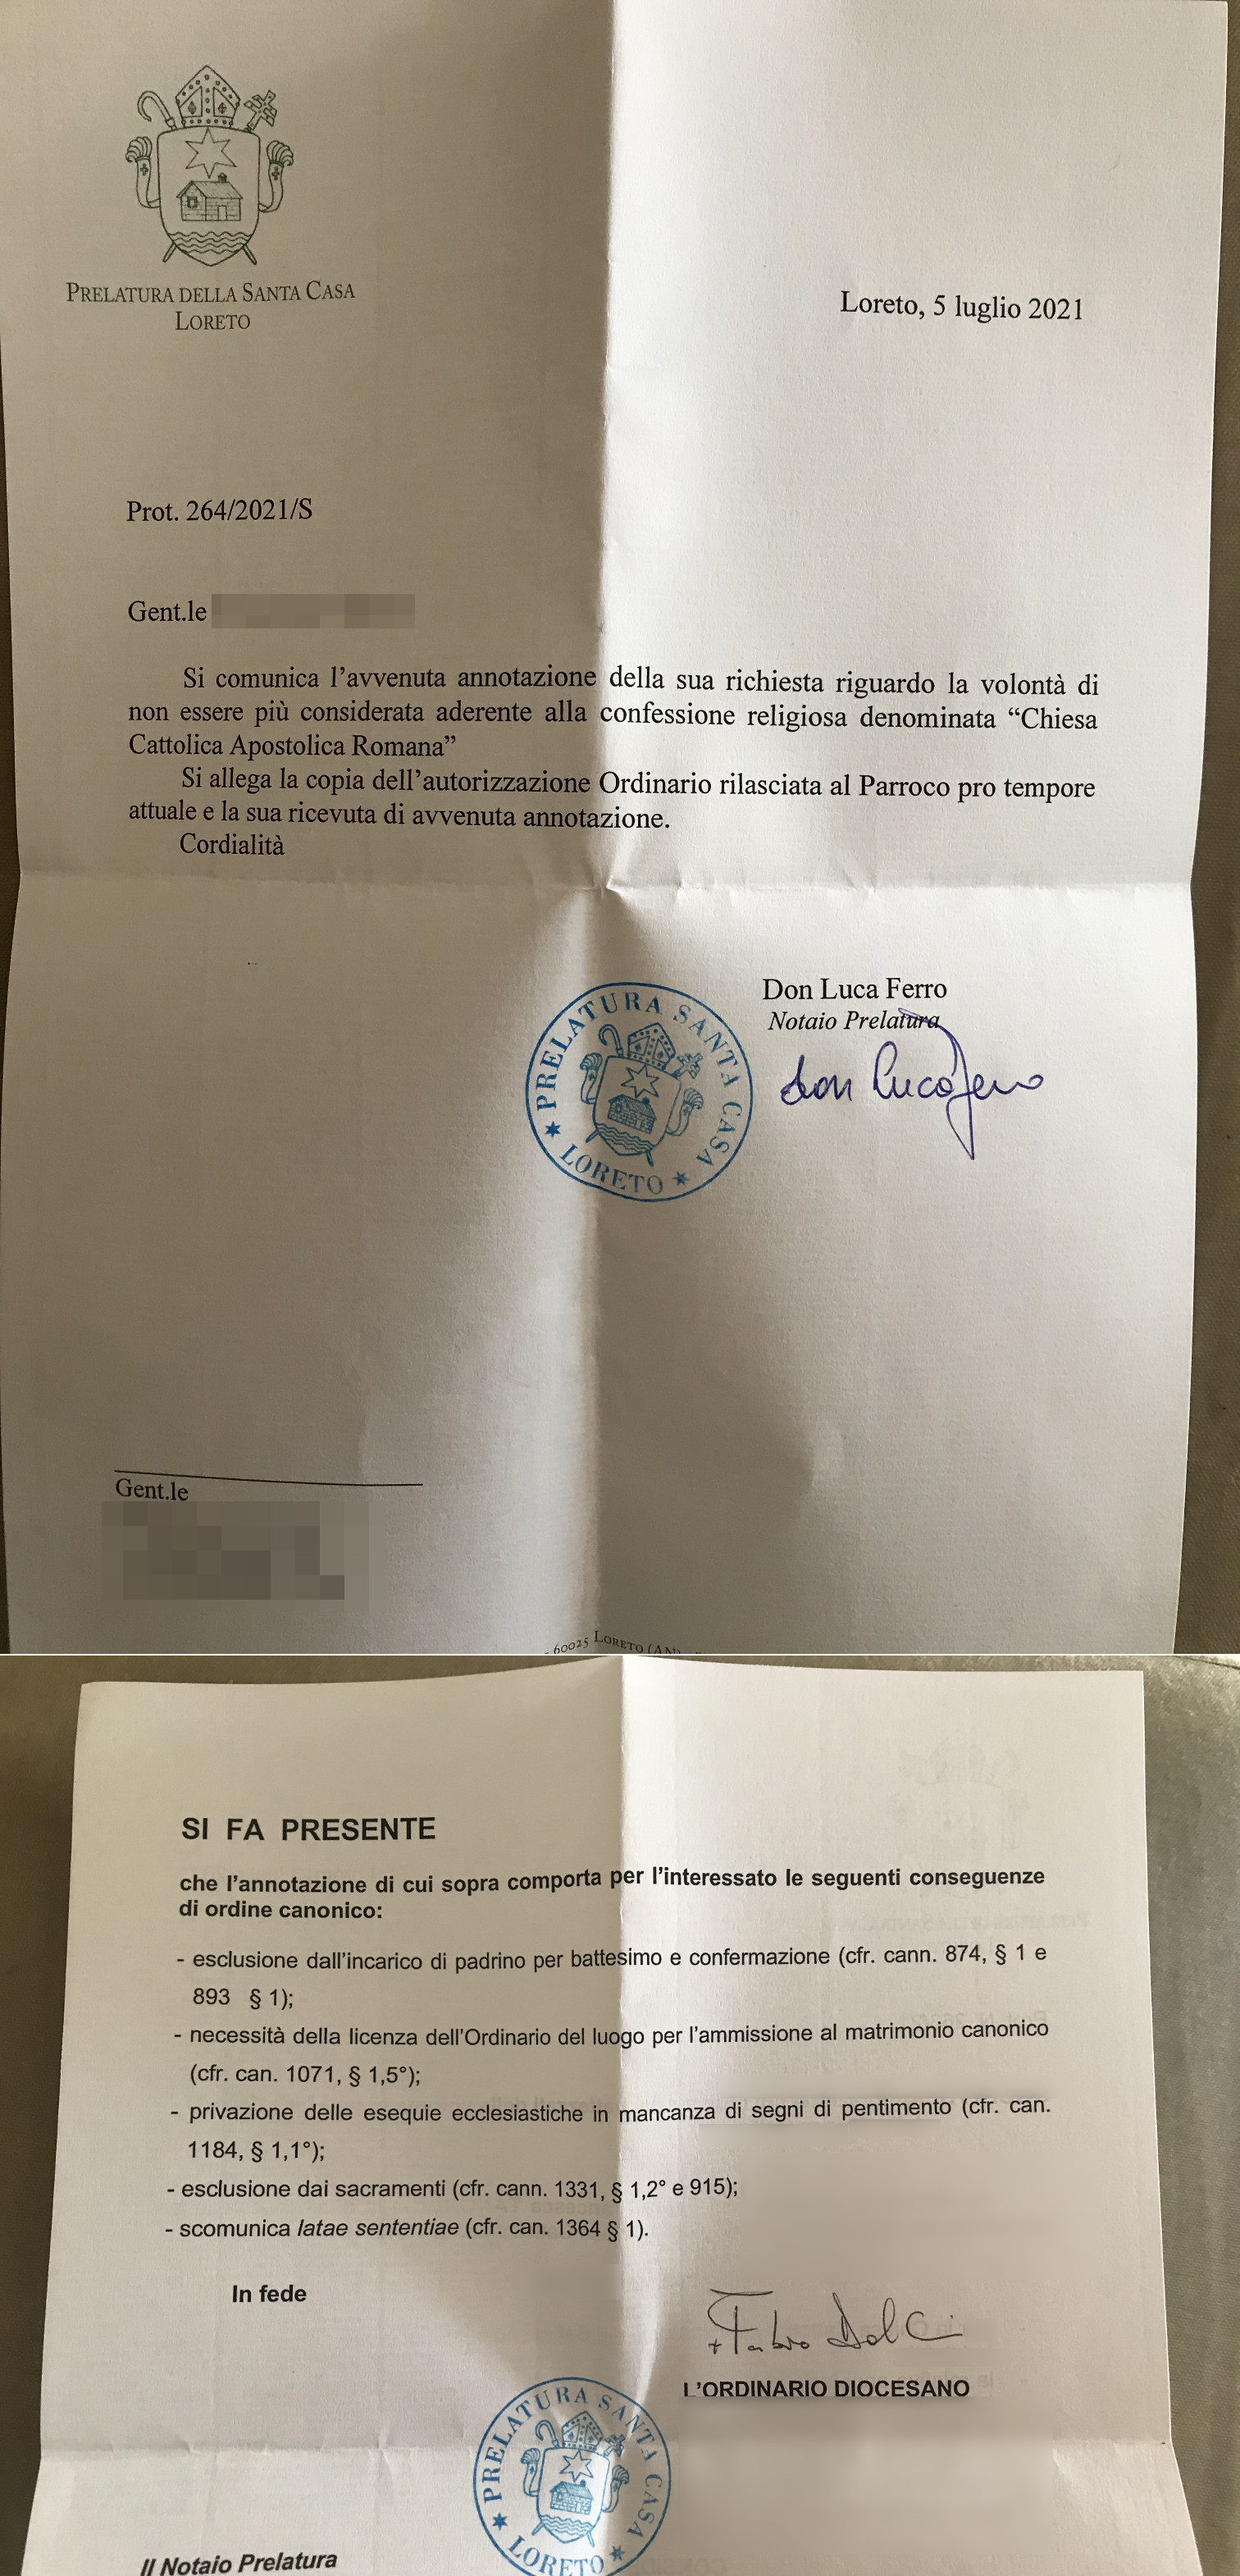 PRELATURA DELLA SANTA CASA
LORETO
Loreto, 5 luglio 2021
Prot. 264/2021/S
Gent.le
Si comunica l’avvenuta annotazione della sua richiesta riguardo la volontà di
non essere più considerata aderente alla confessione religiosa denominata “Chiesa
Cattolica Apostolica Romana”
Si allega la copia dell’autorizzazione Ordinario rilasciata al Parroco pro tempore
attuale e la sua ricevuta di avvenuta annotazione.
Cordialità
Don Luca Ferro
Notaio Prelatura
don Luca Ferro
PRELATURA SANTA CASA
LORETO
Gent.le
60025 LORETO (AN)
SI FA PRESENTE
che l’annotazione di cui sopra comporta per l’interessato le seguenti conseguenze
di ordine canonico:
- esclusione dall’incarico di padrino per battesimo e confermazione (cfr. cann. 874, § 1 e
893 § 1);
- necessità della licenza dell’Ordinario del luogo per l’ammissione al matrimonio canonico
(cfr. can. 1071, § 1,5°);
- privazione delle esequie ecclesiastiche in mancanza di segni di pentimento (cfr. can.
1184, § 1,1°);
- esclusione dai sacramenti (cfr. cann. 1331, § 1,2° e 915);
- scomunica latae sententiae (cfr. can. 1364 § 1).
In fede
+ Fabio Dal Cin
L’ORDINARIO DIOCESANO
PRELATURA SANTA CASA
LORETO
Il Notaio Prelatura